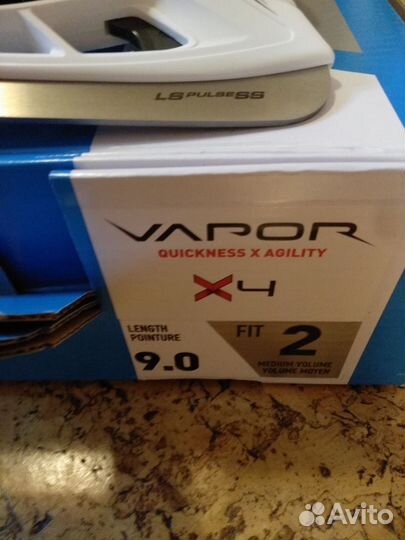 LS PULSE SS
VAPOR
QUICKNESS X AGILITY
X4
LENGTH
POINTURE
9.0
FIT 2
MEDIUM VOLUME
VOLUME MOYEN
Avito